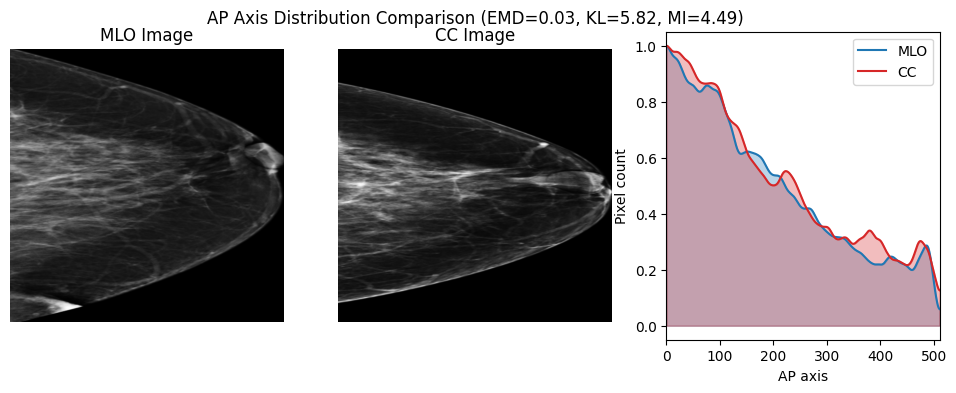 AP Axis Distribution Comparison (EMD=0.03, KL=5.82, MI=4.49)
MLO Image
CC Image
MLO
CC
Pixel count
1.0
0.8
0.6
0.4
0.2
0.0
0 100 200 300 400 500
AP axis